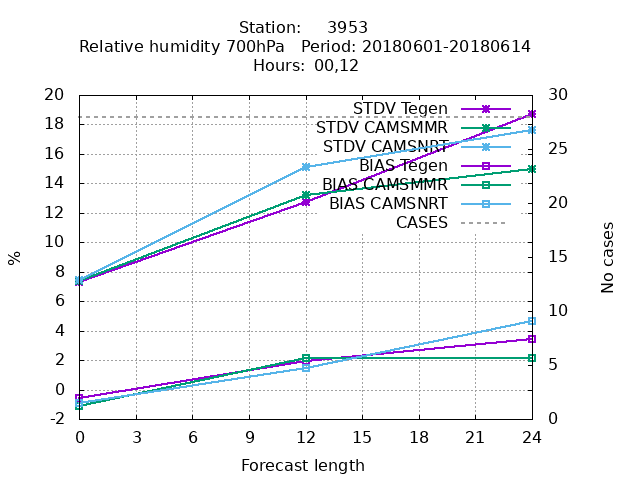 Station: 3953
Relative humidity 700hPa Period: 20180601-20180614
Hours: 00,12
20
18
16
14
12
10
8
6
4
2
0
-2
%
STDV Tegen
STDV CAMSMMR
STDV CAMSNRT
BIAS Tegen
BIAS CAMSMMR
BIAS CAMSNRT
CASES
30
25
20
15
10
5
0
No cases
0 3 6 9 12 15 18 21 24
Forecast length